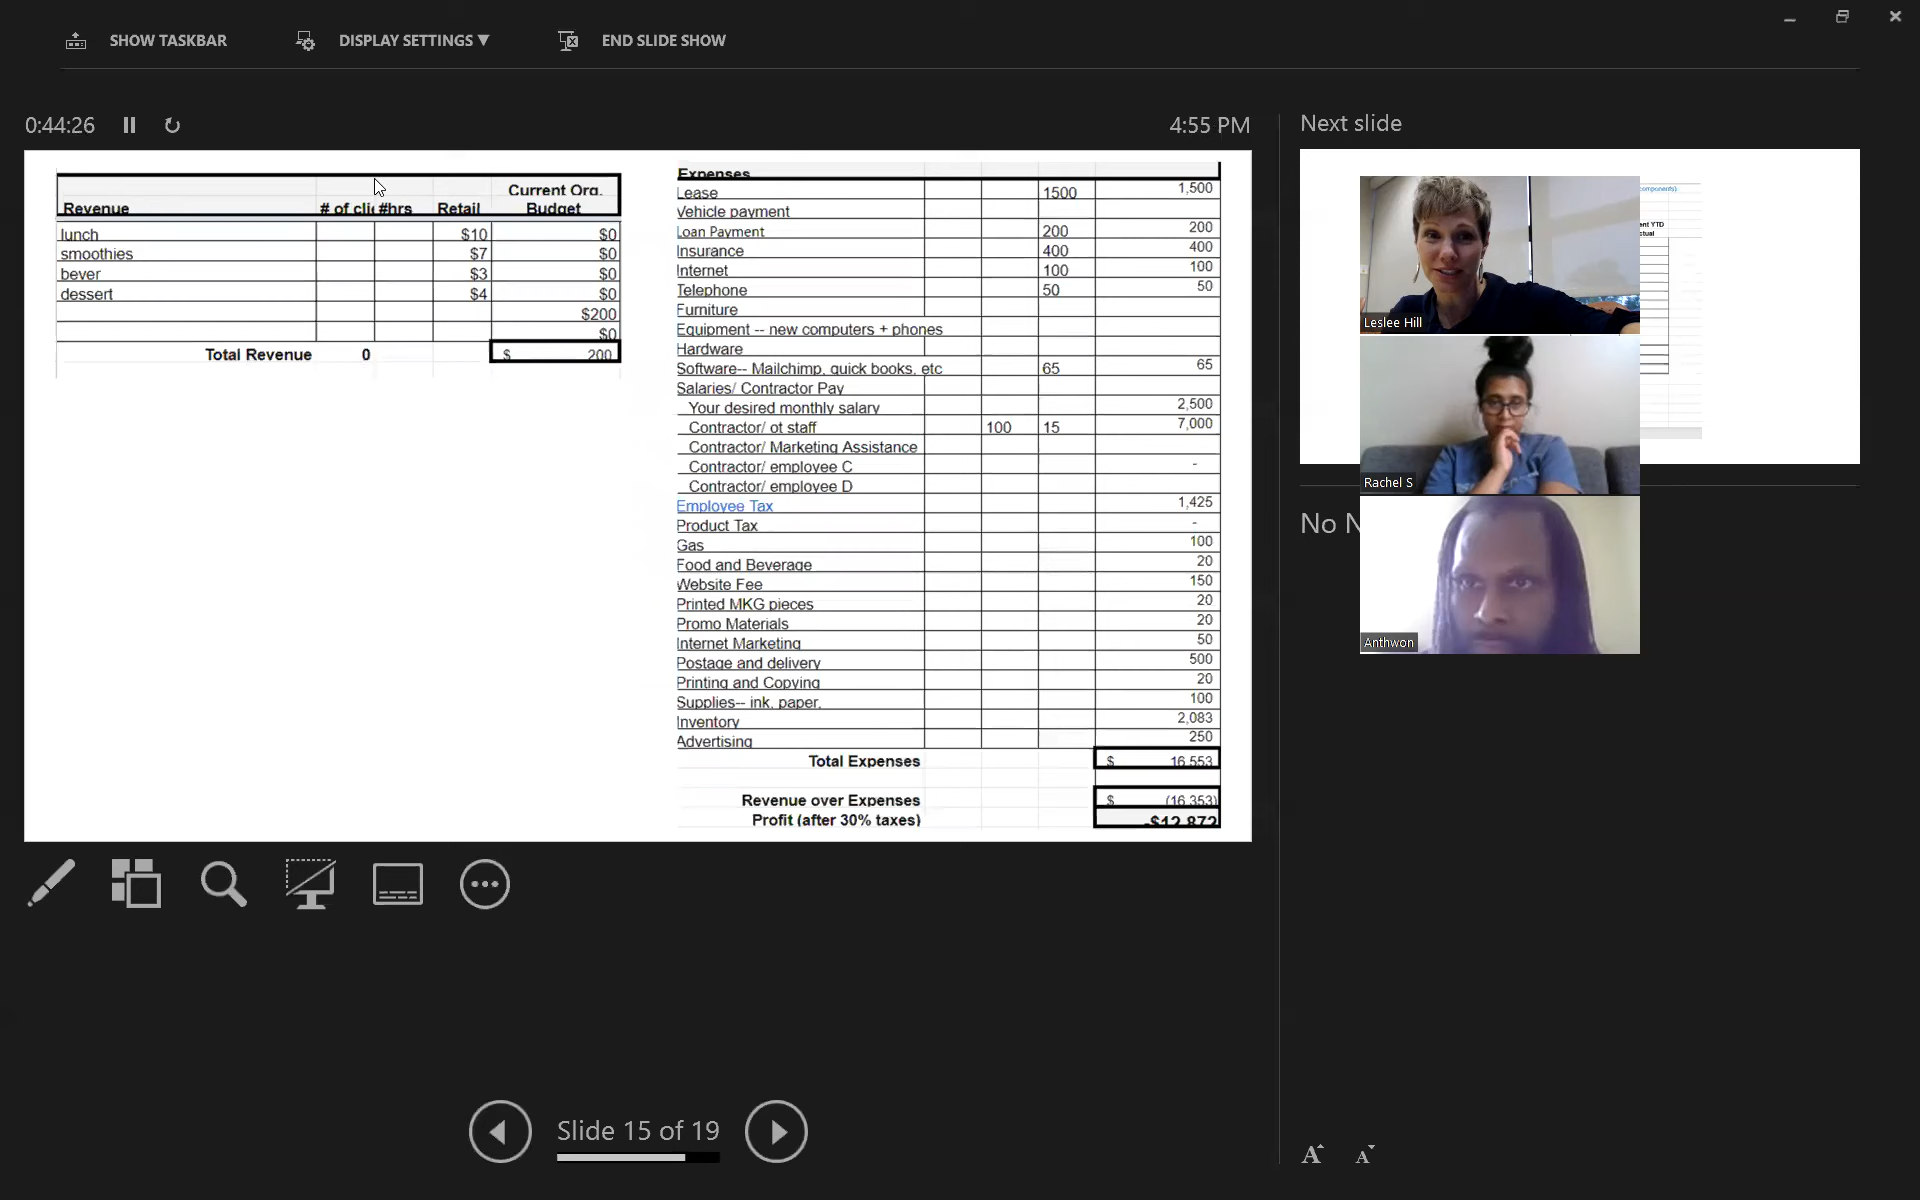 SHOW TASKBAR DISPLAY SETTINGS ▼ END SLIDE SHOW
0:44:26 4:55 PM
Current Org.
Revenue # of clie #hrs Retail Budget
lunch $10 $0
smoothies $7 $0
bever $3 $0
dessert $4 $0
$200
$0
Total Revenue 0 $ 200
Expenses
Lease 1500 1,500
Vehicle payment
Loan Payment 200 200
Insurance 400 400
Internet 100 100
Telephone 50 50
Furniture
Equipment -- new computers + phones
Hardware
Software-- Mailchimp, quick books, etc 65 65
Salaries/ Contractor Pay
Your desired monthly salary 2,500
Contractor/ ot staff 100 15 7,000
Contractor/ Marketing Assistance
Contractor/ employee C -
Contractor/ employee D
Employee Tax 1,425
Product Tax -
Gas 100
Food and Beverage 20
Website Fee 150
Printed MKG pieces 20
Promo Materials 20
Internet Marketing 50
Postage and delivery 500
Printing and Copying 20
Supplies-- ink, paper, 100
Inventory 2,083
Advertising 250
Total Expenses $ 16,553
Revenue over Expenses $ (16,353)
Profit (after 30% taxes) -$12,872
Slide 15 of 19
Next slide
components)
ent YTD
tual
Leslee Hill
Rachel S
No N
Anthwon
A A